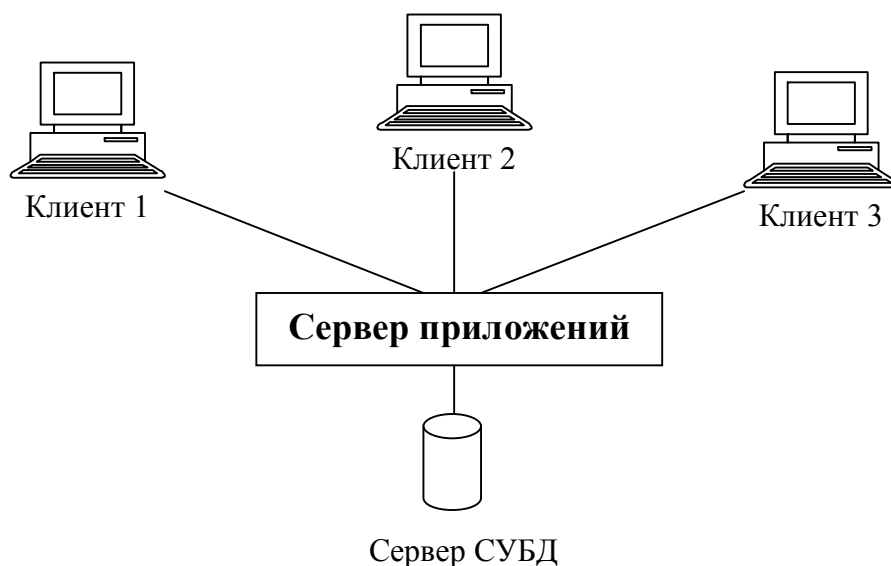 Клиент 2
Клиент 1
Клиент 3
Сервер приложений
Сервер СУБД